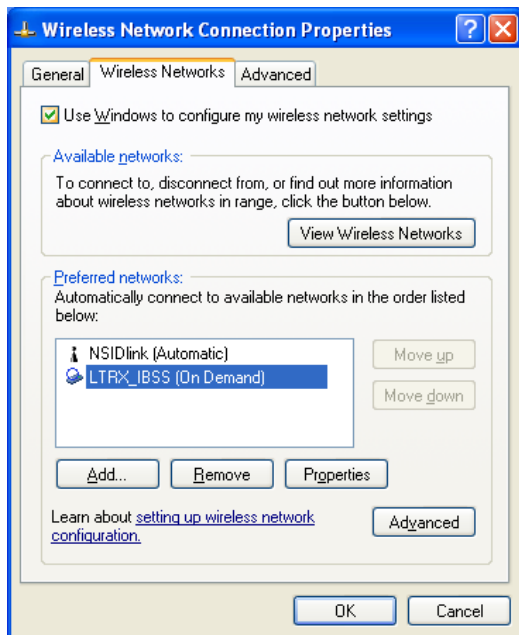 Wireless Network Connection Properties
General Wireless Networks Advanced
Use Windows to configure my wireless network settings
Available networks:
To connect to, disconnect from, or find out more information
about wireless networks in range, click the button below.
View Wireless Networks
Preferred networks:
Automatically connect to available networks in the order listed
below:
NSIDlink (Automatic)
LTRX_IBSS (On Demand)
Move up
Move down
Add... Remove Properties
Learn about setting up wireless network
configuration.
Advanced
OK Cancel